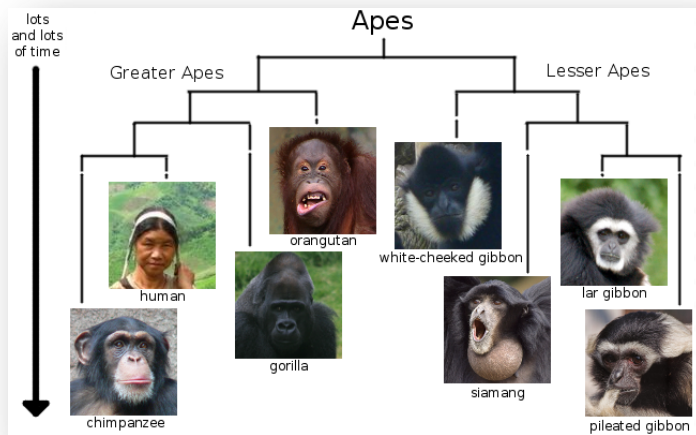 lots
and lots
of time
Apes
Greater Apes
Lesser Apes
orangutan
white-cheeked gibbon
human
lar gibbon
gorilla
siamang
chimpanzee
pileated gibbon